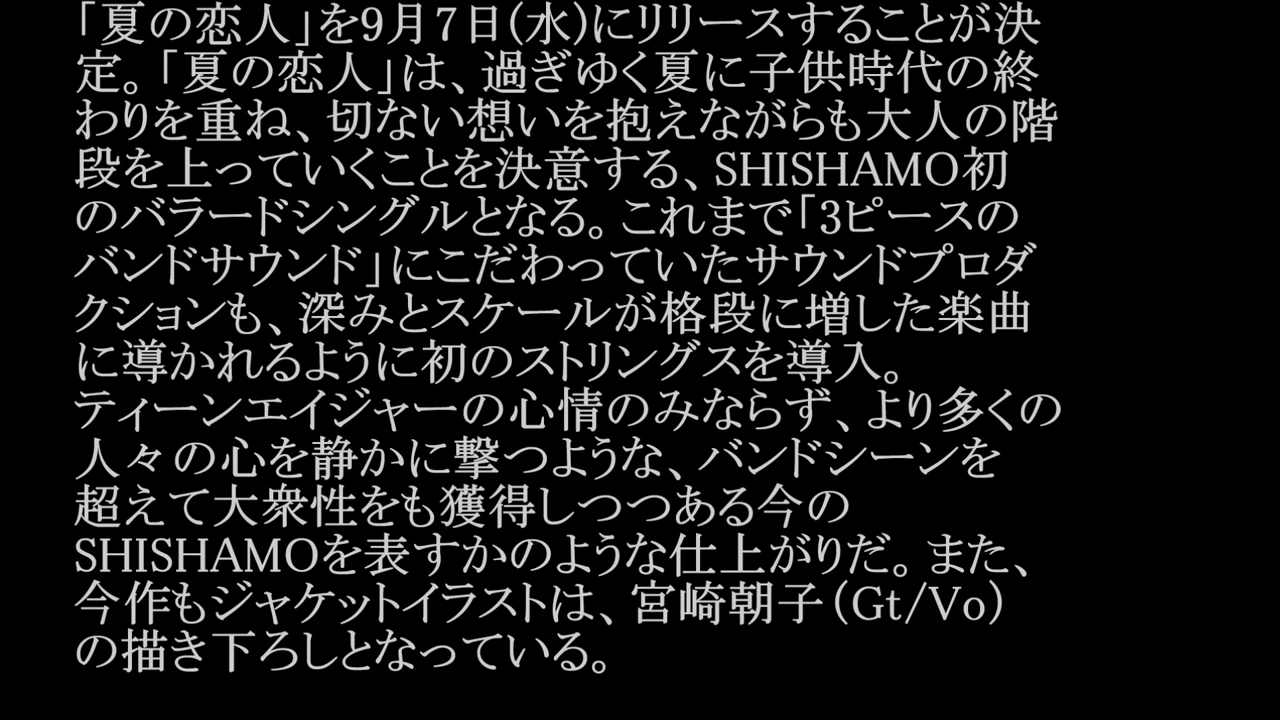 「夏の恋人」を9月７日(水)にリリースすることが決
定。「夏の恋人」は、過ぎゆく夏に子供時代の終
わりを重ね、切ない想いを抱えながらも大人の階
段を上っていくことを決意する、SHISHAMO初
のバラードシングルとなる。これまで「3ピースの
バンドサウンド」にこだわっていたサウンドプロダ
クションも、深みとスケールが格段に増した楽曲
に導かれるように初のストリングスを導入。
ティーンエイジャーの心情のみならず、より多くの
人々の心を静かに撃つような、バンドシーンを
超えて大衆性をも獲得しつつある今の
SHISHAMOを表すかのような仕上がりだ。また、
今作もジャケットイラストは、宮崎朝子（Gt/Vo）
の描き下ろしとなっている。